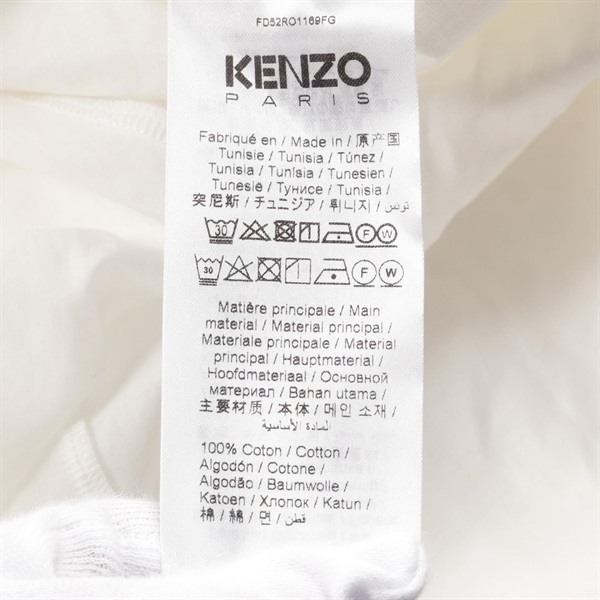 FD52RO1169FG
KENZO
PARIS
Fabriqué en / Made in / 原产国
Tunisie / Tunisia / Túnez /
Tunisia / Tunísia / Tunesien /
Tunesië / Тунисе / Tunisia /
突尼斯 / チュニジア / 튀니지 / تونس
30 F W
30 F W
Matière principale / Main
material / Material principal /
Materiale principale / Material
principal / Hauptmaterial /
Hoofdmateriaal / Основной
материал / Bahan utama /
主要材质 / 本体 / 메인 소재 /
المادة الأساسية /
100% Coton / Cotton /
Algodón / Cotone /
Algodão / Baumwolle /
Katoen / Хлопок / Katun /
棉 / 綿 / 면 / قطن